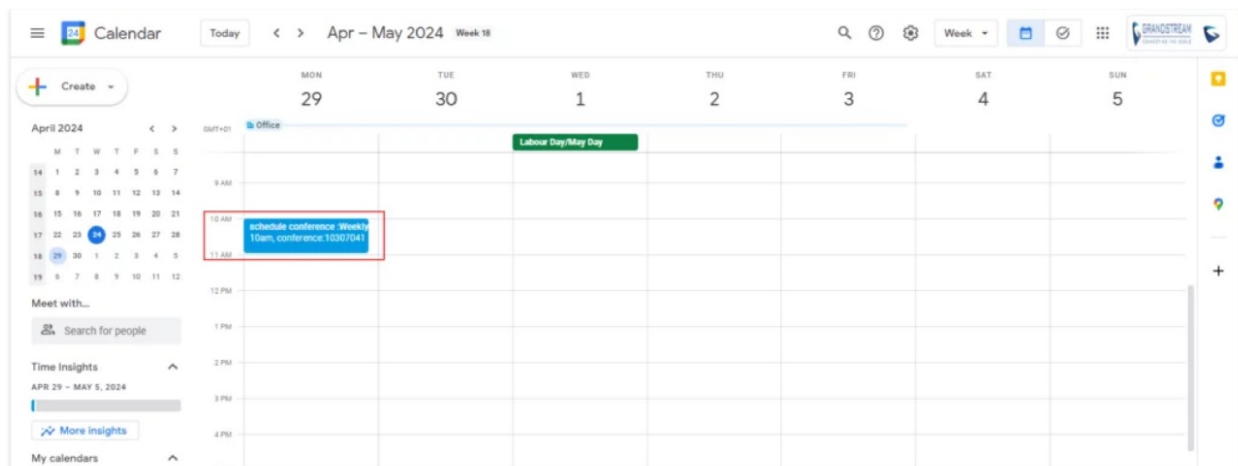 24 Calendar Today Apr – May 2024 Week 18 Week GRANDSTREAM
Create
MON TUE WED THU FRI SAT SUN
29 30 1 2 3 4 5
GMT+01 Office
Labour Day/May Day
April 2024
M T W T F S S
14 1 2 3 4 5 6 7
15 8 9 10 11 12 13 14
16 15 16 17 18 19 20 21
17 22 23 24 25 26 27 28
18 29 30 1 2 3 4 5
19 6 7 8 9 10 11 12
Meet with...
Search for people
Time Insights
APR 29 – MAY 5, 2024
More insights
My calendars
9 AM
10 AM
schedule conference :Weekly
10am, conference:10307041
11 AM
12 PM
1 PM
2 PM
3 PM
4 PM